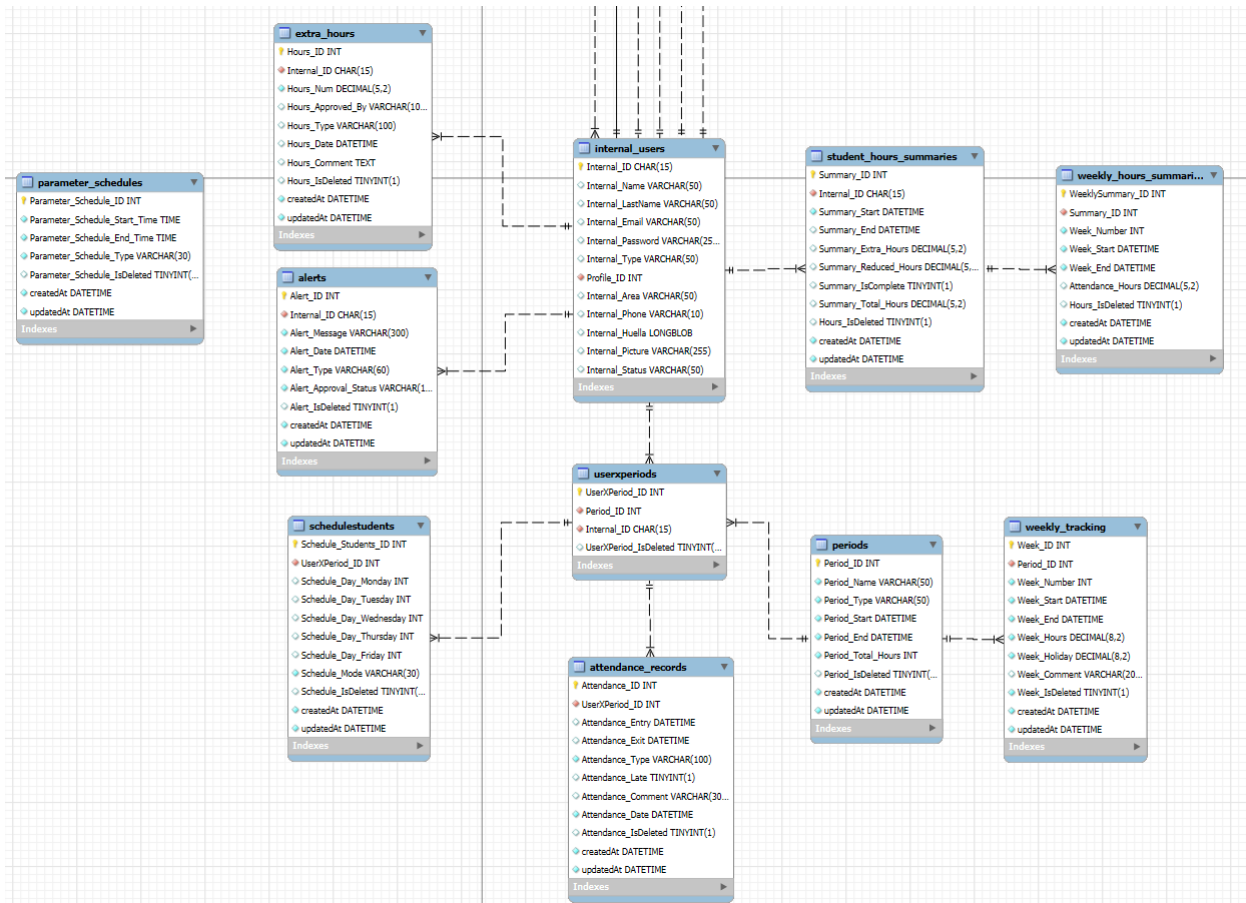 extra_hours
Hours_ID INT
Internal_ID CHAR(15)
Hours_Num DECIMAL(5,2)
Hours_Approved_By VARCHAR(10...
Hours_Type VARCHAR(100)
Hours_Date DATETIME
Hours_Comment TEXT
Hours_IsDeleted TINYINT(1)
createdAt DATETIME
updatedAt DATETIME
Indexes
parameter_schedules
Parameter_Schedule_ID INT
Parameter_Schedule_Start_Time TIME
Parameter_Schedule_End_Time TIME
Parameter_Schedule_Type VARCHAR(30)
Parameter_Schedule_IsDeleted TINYINT(...
createdAt DATETIME
updatedAt DATETIME
Indexes
alerts
Alert_ID INT
Internal_ID CHAR(15)
Alert_Message VARCHAR(300)
Alert_Date DATETIME
Alert_Type VARCHAR(60)
Alert_Approval_Status VARCHAR(1...
Alert_IsDeleted TINYINT(1)
createdAt DATETIME
updatedAt DATETIME
Indexes
internal_users
Internal_ID CHAR(15)
Internal_Name VARCHAR(50)
Internal_LastName VARCHAR(50)
Internal_Email VARCHAR(50)
Internal_Password VARCHAR(25...
Internal_Type VARCHAR(50)
Profile_ID INT
Internal_Area VARCHAR(50)
Internal_Phone VARCHAR(10)
Internal_Huella LONGBLOB
Internal_Picture VARCHAR(255)
Internal_Status VARCHAR(50)
Indexes
student_hours_summaries
Summary_ID INT
Internal_ID CHAR(15)
Summary_Start DATETIME
Summary_End DATETIME
Summary_Extra_Hours DECIMAL(5,2)
Summary_Reduced_Hours DECIMAL(5,...
Summary_IsComplete TINYINT(1)
Summary_Total_Hours DECIMAL(5,2)
Hours_IsDeleted TINYINT(1)
createdAt DATETIME
updatedAt DATETIME
Indexes
weekly_hours_summari...
WeeklySummary_ID INT
Summary_ID INT
Week_Number INT
Week_Start DATETIME
Week_End DATETIME
Attendance_Hours DECIMAL(5,2)
Hours_IsDeleted TINYINT(1)
createdAt DATETIME
updatedAt DATETIME
Indexes
userxperiods
UserXPeriod_ID INT
Period_ID INT
Internal_ID CHAR(15)
UserXPeriod_IsDeleted TINYINT(...
Indexes
schedulestudents
Schedule_Students_ID INT
UserXPeriod_ID INT
Schedule_Day_Monday INT
Schedule_Day_Tuesday INT
Schedule_Day_Wednesday INT
Schedule_Day_Thursday INT
Schedule_Day_Friday INT
Schedule_Mode VARCHAR(30)
Schedule_IsDeleted TINYINT(...
createdAt DATETIME
updatedAt DATETIME
Indexes
periods
Period_ID INT
Period_Name VARCHAR(50)
Period_Type VARCHAR(50)
Period_Start DATETIME
Period_End DATETIME
Period_Total_Hours INT
Period_IsDeleted TINYINT(...
createdAt DATETIME
updatedAt DATETIME
Indexes
weekly_tracking
Week_ID INT
Period_ID INT
Week_Number INT
Week_Start DATETIME
Week_End DATETIME
Week_Hours DECIMAL(8,2)
Week_Holiday DECIMAL(8,2)
Week_Comment VARCHAR(20...
Week_IsDeleted TINYINT(1)
createdAt DATETIME
updatedAt DATETIME
Indexes
attendance_records
Attendance_ID INT
UserXPeriod_ID INT
Attendance_Entry DATETIME
Attendance_Exit DATETIME
Attendance_Type VARCHAR(100)
Attendance_Late TINYINT(1)
Attendance_Comment VARCHAR(30...
Attendance_Date DATETIME
Attendance_IsDeleted TINYINT(1)
createdAt DATETIME
updatedAt DATETIME
Indexes